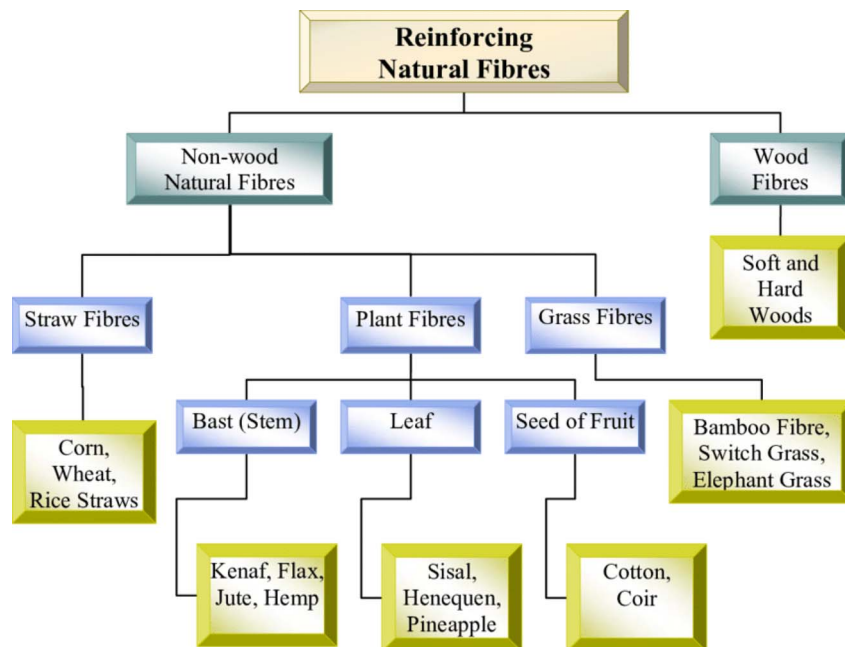 Reinforcing
Natural Fibres
Non-wood
Natural Fibres
Wood
Fibres
Soft and
Hard
Woods
Straw Fibres
Plant Fibres
Grass Fibres
Bast (Stem)
Leaf
Seed of Fruit
Corn,
Wheat,
Rice Straws
Bamboo Fibre,
Switch Grass,
Elephant Grass
Kenaf, Flax,
Jute, Hemp
Sisal,
Henequen,
Pineapple
Cotton,
Coir